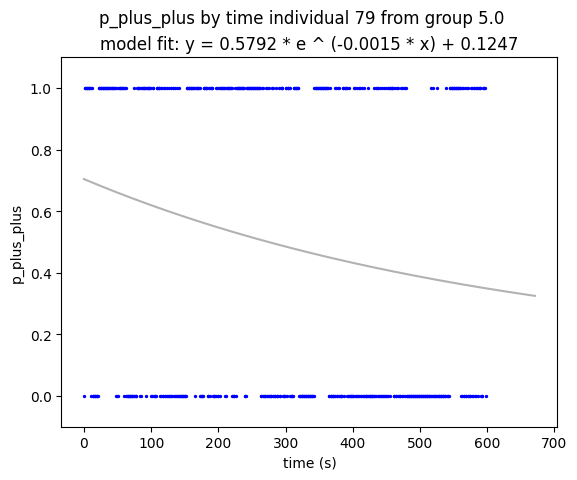 p_plus_plus by time individual 79 from group 5.0
model fit: y = 0.5792 * e ^ (-0.0015 * x) + 0.1247
1.0
0.8
0.6
0.4
0.2
0.0
p_plus_plus
0 100 200 300 400 500 600 700
time (s)